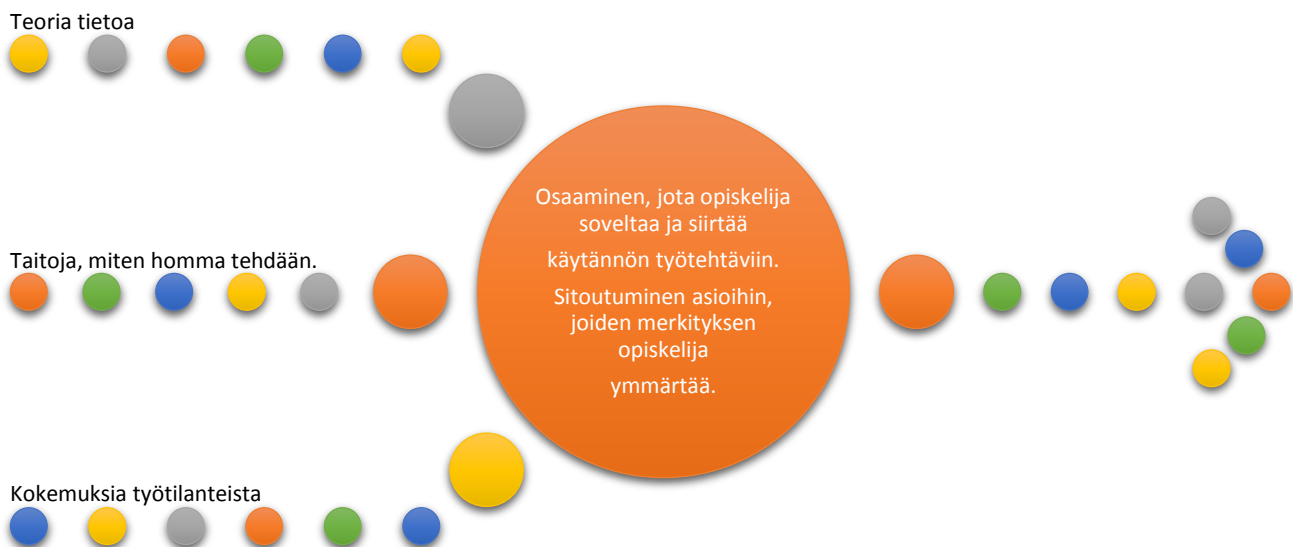 Teoria tietoa
Taitoja, miten homma tehdään.
Kokemuksia työtilanteista
Osaaminen, jota opiskelija
soveltaa ja siirtää
käytännön työtehtäviin.
Sitoutuminen asioihin,
joiden merkityksen
opiskelija
ymmärtää.